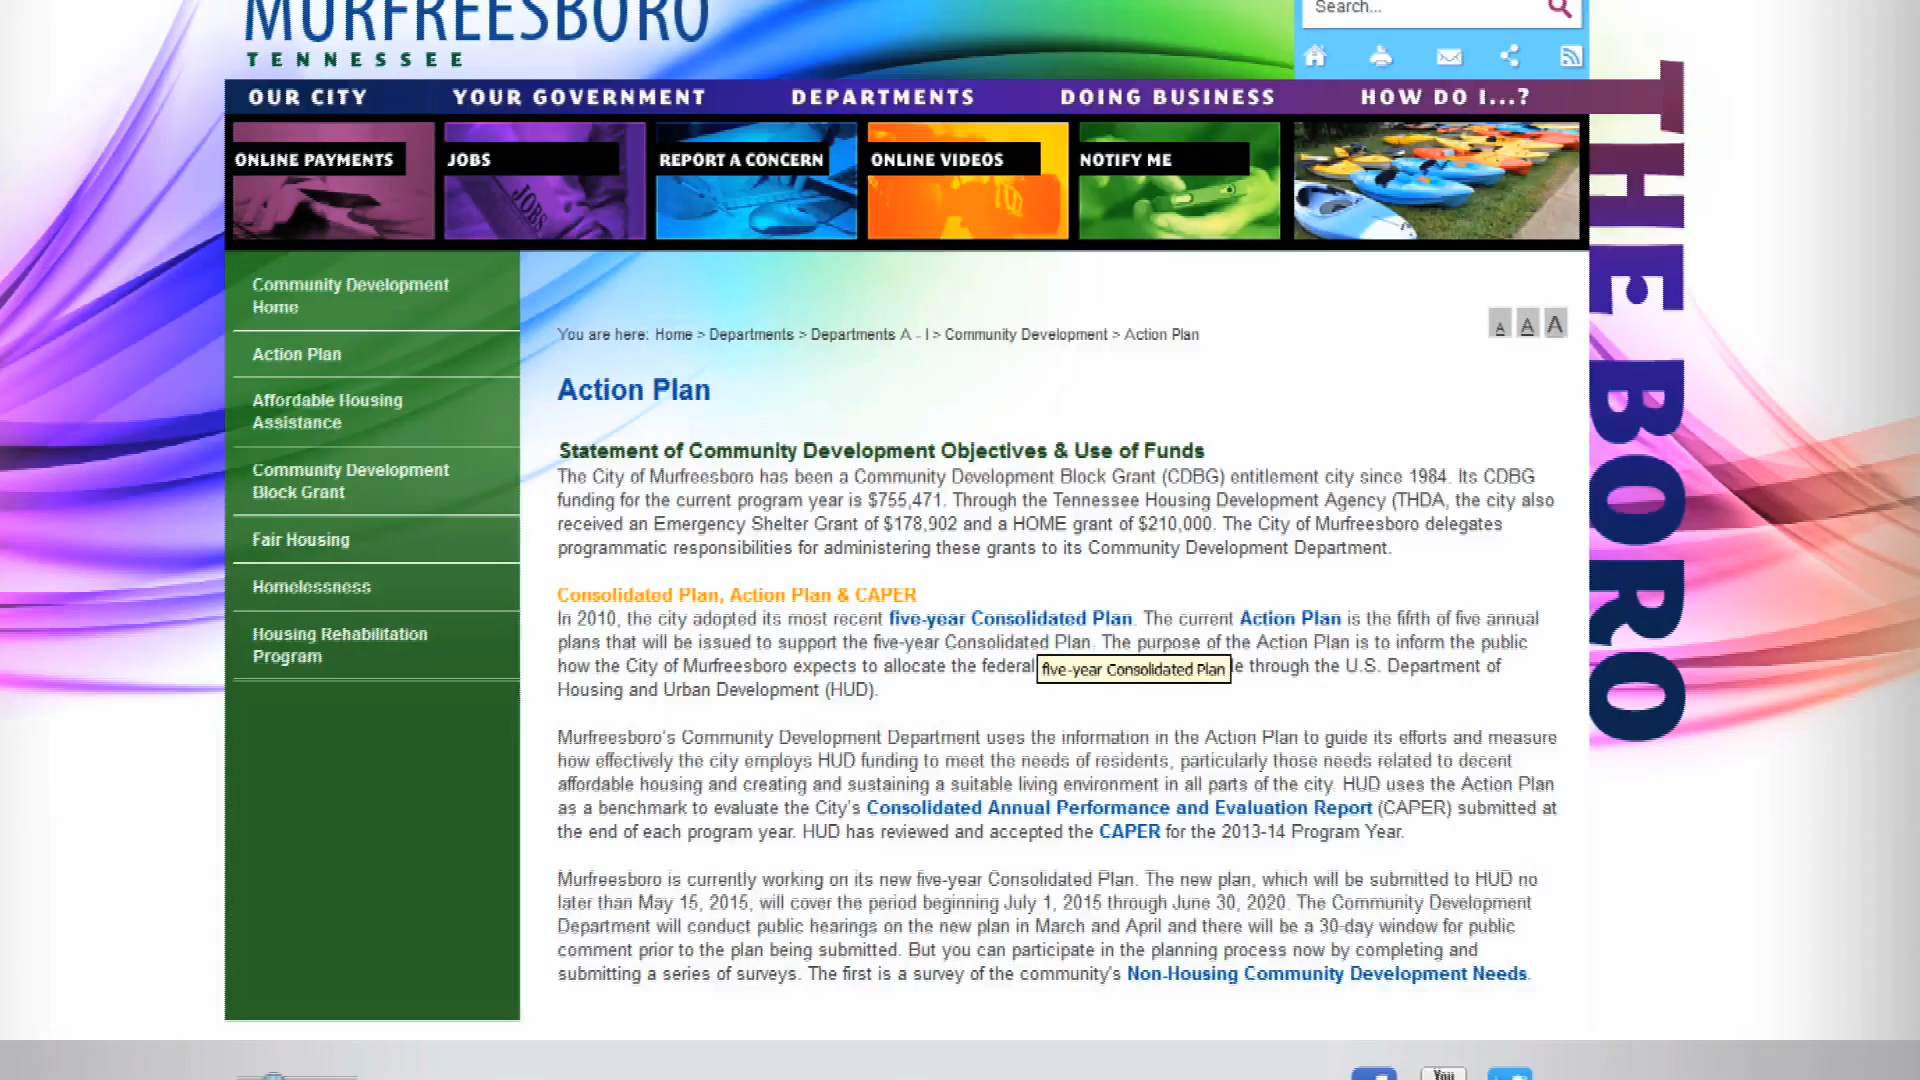 MURFREESBORO
TENNESSEE
Search...
OUR CITY YOUR GOVERNMENT DEPARTMENTS DOING BUSINESS HOW DO I...?
ONLINE PAYMENTS JOBS REPORT A CONCERN ONLINE VIDEOS NOTIFY ME
JOBS
THE BORO
Community Development
Home
Action Plan
Affordable Housing
Assistance
Community Development
Block Grant
Fair Housing
Homelessness
Housing Rehabilitation
Program
You are here: Home > Departments > Departments A - I > Community Development > Action Plan
A A A
Action Plan
Statement of Community Development Objectives & Use of Funds
The City of Murfreesboro has been a Community Development Block Grant (CDBG) entitlement city since 1984. Its CDBG
funding for the current program year is $755,471. Through the Tennessee Housing Development Agency (THDA, the city also
received an Emergency Shelter Grant of $178,902 and a HOME grant of $210,000. The City of Murfreesboro delegates
programmatic responsibilities for administering these grants to its Community Development Department.
Consolidated Plan, Action Plan & CAPER
In 2010, the city adopted its most recent five-year Consolidated Plan. The current Action Plan is the fifth of five annual
plans that will be issued to support the five-year Consolidated Plan. The purpose of the Action Plan is to inform the public
how the City of Murfreesboro expects to allocate the federal five-year Consolidated Plan le through the U.S. Department of
Housing and Urban Development (HUD).
Murfreesboro's Community Development Department uses the information in the Action Plan to guide its efforts and measure
how effectively the city employs HUD funding to meet the needs of residents, particularly those needs related to decent
affordable housing and creating and sustaining a suitable living environment in all parts of the city. HUD uses the Action Plan
as a benchmark to evaluate the City's Consolidated Annual Performance and Evaluation Report (CAPER) submitted at
the end of each program year. HUD has reviewed and accepted the CAPER for the 2013-14 Program Year.
Murfreesboro is currently working on its new five-year Consolidated Plan. The new plan, which will be submitted to HUD no
later than May 15, 2015, will cover the period beginning July 1, 2015 through June 30, 2020. The Community Development
Department will conduct public hearings on the new plan in March and April and there will be a 30-day window for public
comment prior to the plan being submitted. But you can participate in the planning process now by completing and
submitting a series of surveys. The first is a survey of the community's Non-Housing Community Development Needs.
You